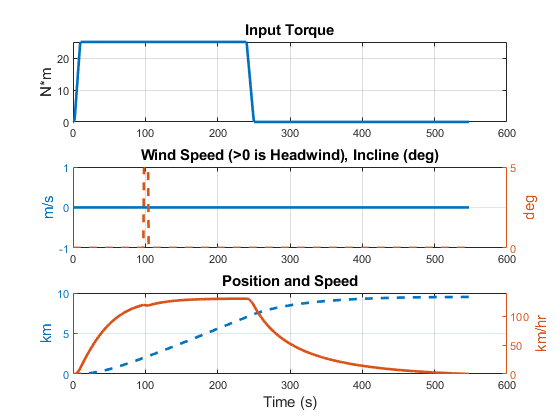 Input Torque
N*m
20
10
0
0 100 200 300 400 500 600
Wind Speed (>0 is Headwind), Incline (deg)
m/s
1
0
-1
5
0
deg
0 100 200 300 400 500 600
Position and Speed
km
10
5
0
100
50
0
km/hr
0 100 200 300 400 500 600
Time (s)